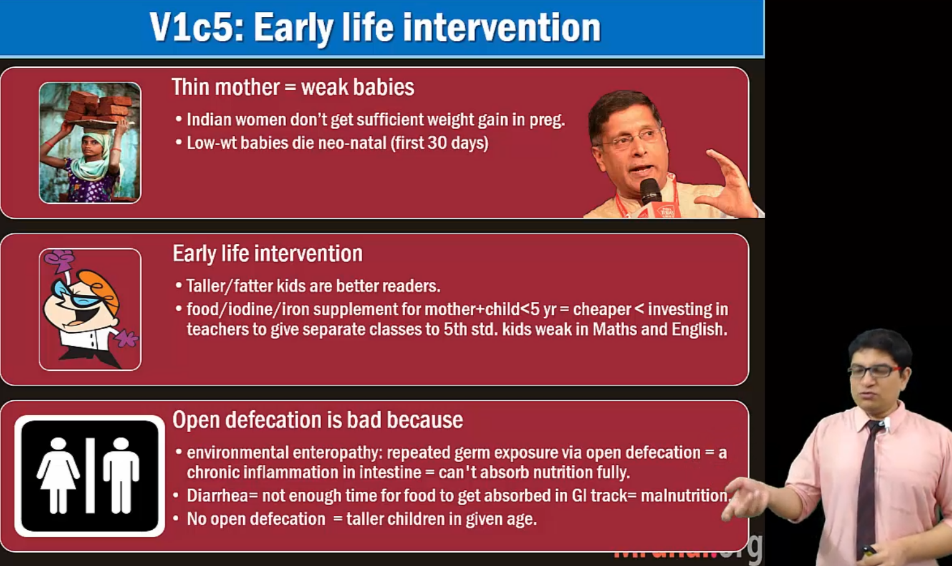 V1c5: Early life intervention
Thin mother = weak babies
• Indian women don't get sufficient weight gain in preg.
• Low-wt babies die neo-natal (first 30 days)
Early life intervention
• Taller/fatter kids are better readers.
• food/iodine/iron supplement for mother+child<5 yr = cheaper < investing in
teachers to give separate classes to 5th std. kids weak in Maths and English.
Open defecation is bad because
• environmental enteropathy: repeated germ exposure via open defecation = a
chronic inflammation in intestine = can't absorb nutrition fully.
• Diarrhea= not enough time for food to get absorbed in GI track= malnutrition.
• No open defecation = taller children in given age.